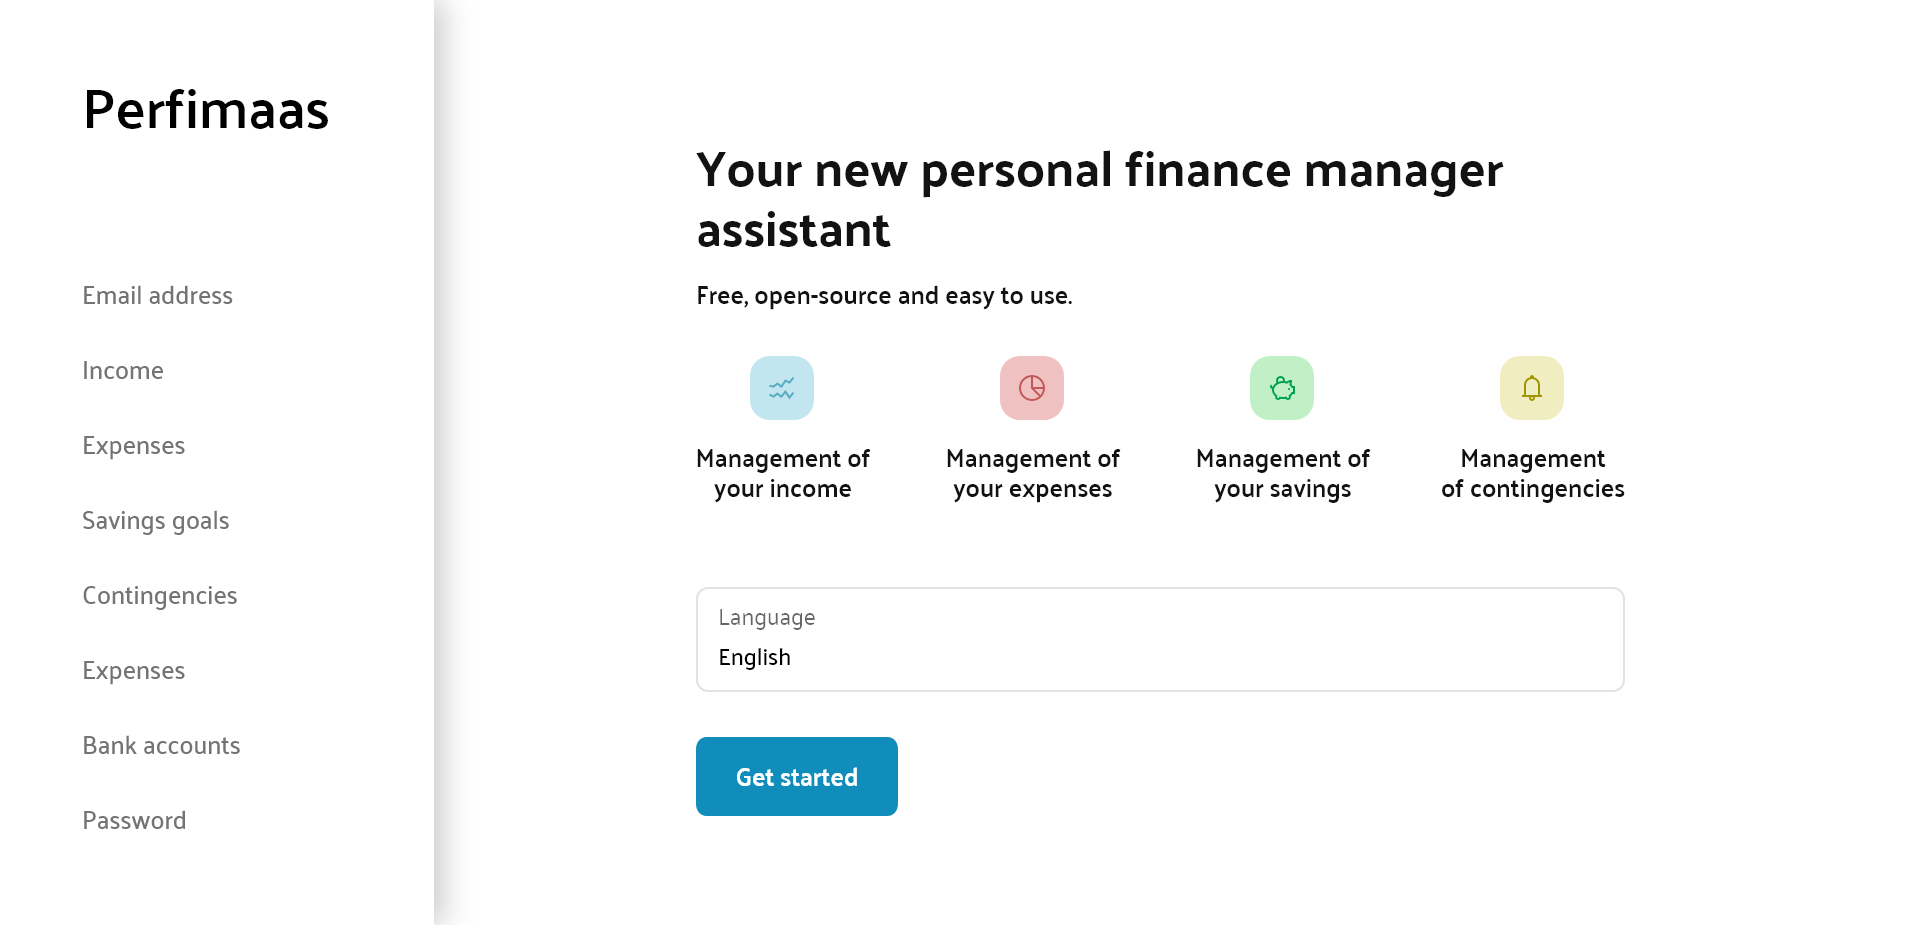 Perfimaas
Email address
Income
Expenses
Savings goals
Contingencies
Expenses
Bank accounts
Password
Your new personal finance manager
assistant
Free, open-source and easy to use.
Management of
your income
Management of
your expenses
Management of
your savings
Management
of contingencies
Language
English
Get started